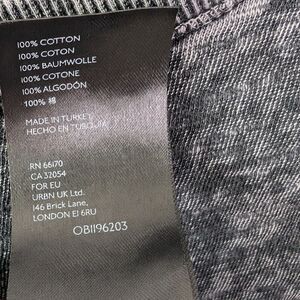 100% COTTON
100% COTON
100% BAUMWOLLE
100% COTONE
100% ALGODÓN
100% 棉
MADE IN TURKEY
HECHO EN TURQUÍA
RN 66170
CA 32054
FOR EU
URBN UK Ltd.
146 Brick Lane,
LONDON E1 6RU
OB1196203